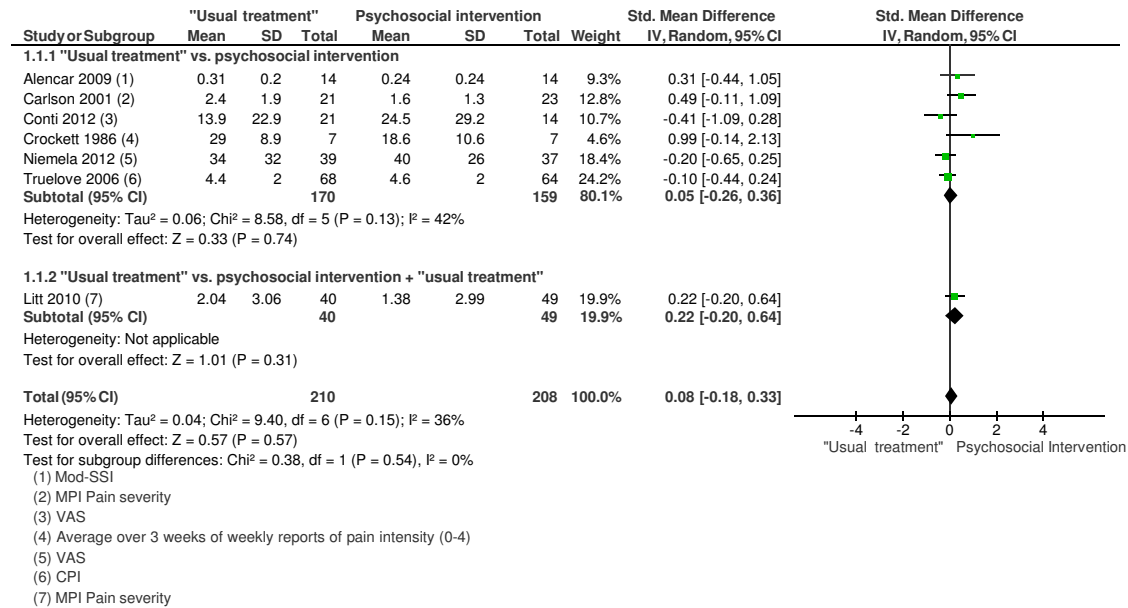 "Usual treatment" Psychosocial intervention Std. Mean Difference Std. Mean Difference
Study or Subgroup Mean SD Total Mean SD Total Weight IV, Random, 95% CI IV, Random, 95% CI
1.1.1 "Usual treatment" vs. psychosocial intervention
Alencar 2009 (1) 0.31 0.2 14 0.24 0.24 14 9.3% 0.31 [-0.44, 1.05]
Carlson 2001 (2) 2.4 1.9 21 1.6 1.3 23 12.8% 0.49 [-0.11, 1.09]
Conti 2012 (3) 13.9 22.9 21 24.5 29.2 14 10.7% -0.41 [-1.09, 0.28]
Crockett 1986 (4) 29 8.9 7 18.6 10.6 7 4.6% 0.99 [-0.14, 2.13]
Niemela 2012 (5) 34 32 39 40 26 37 18.4% -0.20 [-0.65, 0.25]
Truelove 2006 (6) 4.4 2 68 4.6 2 64 24.2% -0.10 [-0.44, 0.24]
Subtotal (95% CI) 170 159 80.1% 0.05 [-0.26, 0.36]
Heterogeneity: Tau² = 0.06; Chi² = 8.58, df = 5 (P = 0.13); I² = 42%
Test for overall effect: Z = 0.33 (P = 0.74)
1.1.2 "Usual treatment" vs. psychosocial intervention + "usual treatment"
Litt 2010 (7) 2.04 3.06 40 1.38 2.99 49 19.9% 0.22 [-0.20, 0.64]
Subtotal (95% CI) 40 49 19.9% 0.22 [-0.20, 0.64]
Heterogeneity: Not applicable
Test for overall effect: Z = 1.01 (P = 0.31)
Total (95% CI) 210 208 100.0% 0.08 [-0.18, 0.33]
Heterogeneity: Tau² = 0.04; Chi² = 9.40, df = 6 (P = 0.15); I² = 36%
Test for overall effect: Z = 0.57 (P = 0.57)
Test for subgroup differences: Chi² = 0.38, df = 1 (P = 0.54), I² = 0%
-4 -2 0 2 4
"Usual treatment" Psychosocial Intervention
(1) Mod-SSI
(2) MPI Pain severity
(3) VAS
(4) Average over 3 weeks of weekly reports of pain intensity (0-4)
(5) VAS
(6) CPI
(7) MPI Pain severity